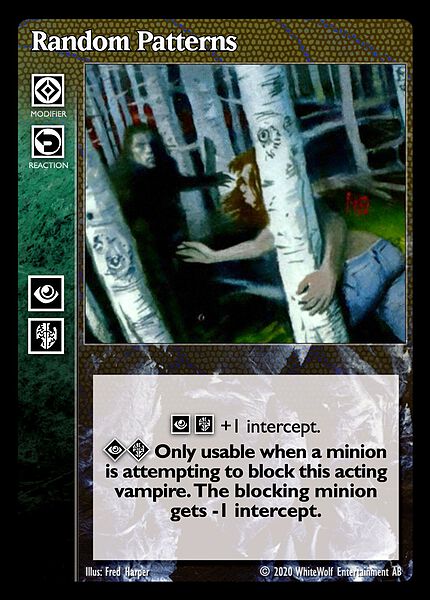 Random Patterns
MODIFIER
REACTION
+1 intercept.
Only usable when a minion
is attempting to block this acting
vampire. The blocking minion
gets -1 intercept.
Illus: Fred Harper
© 2020 WhiteWolf Entertainment AB